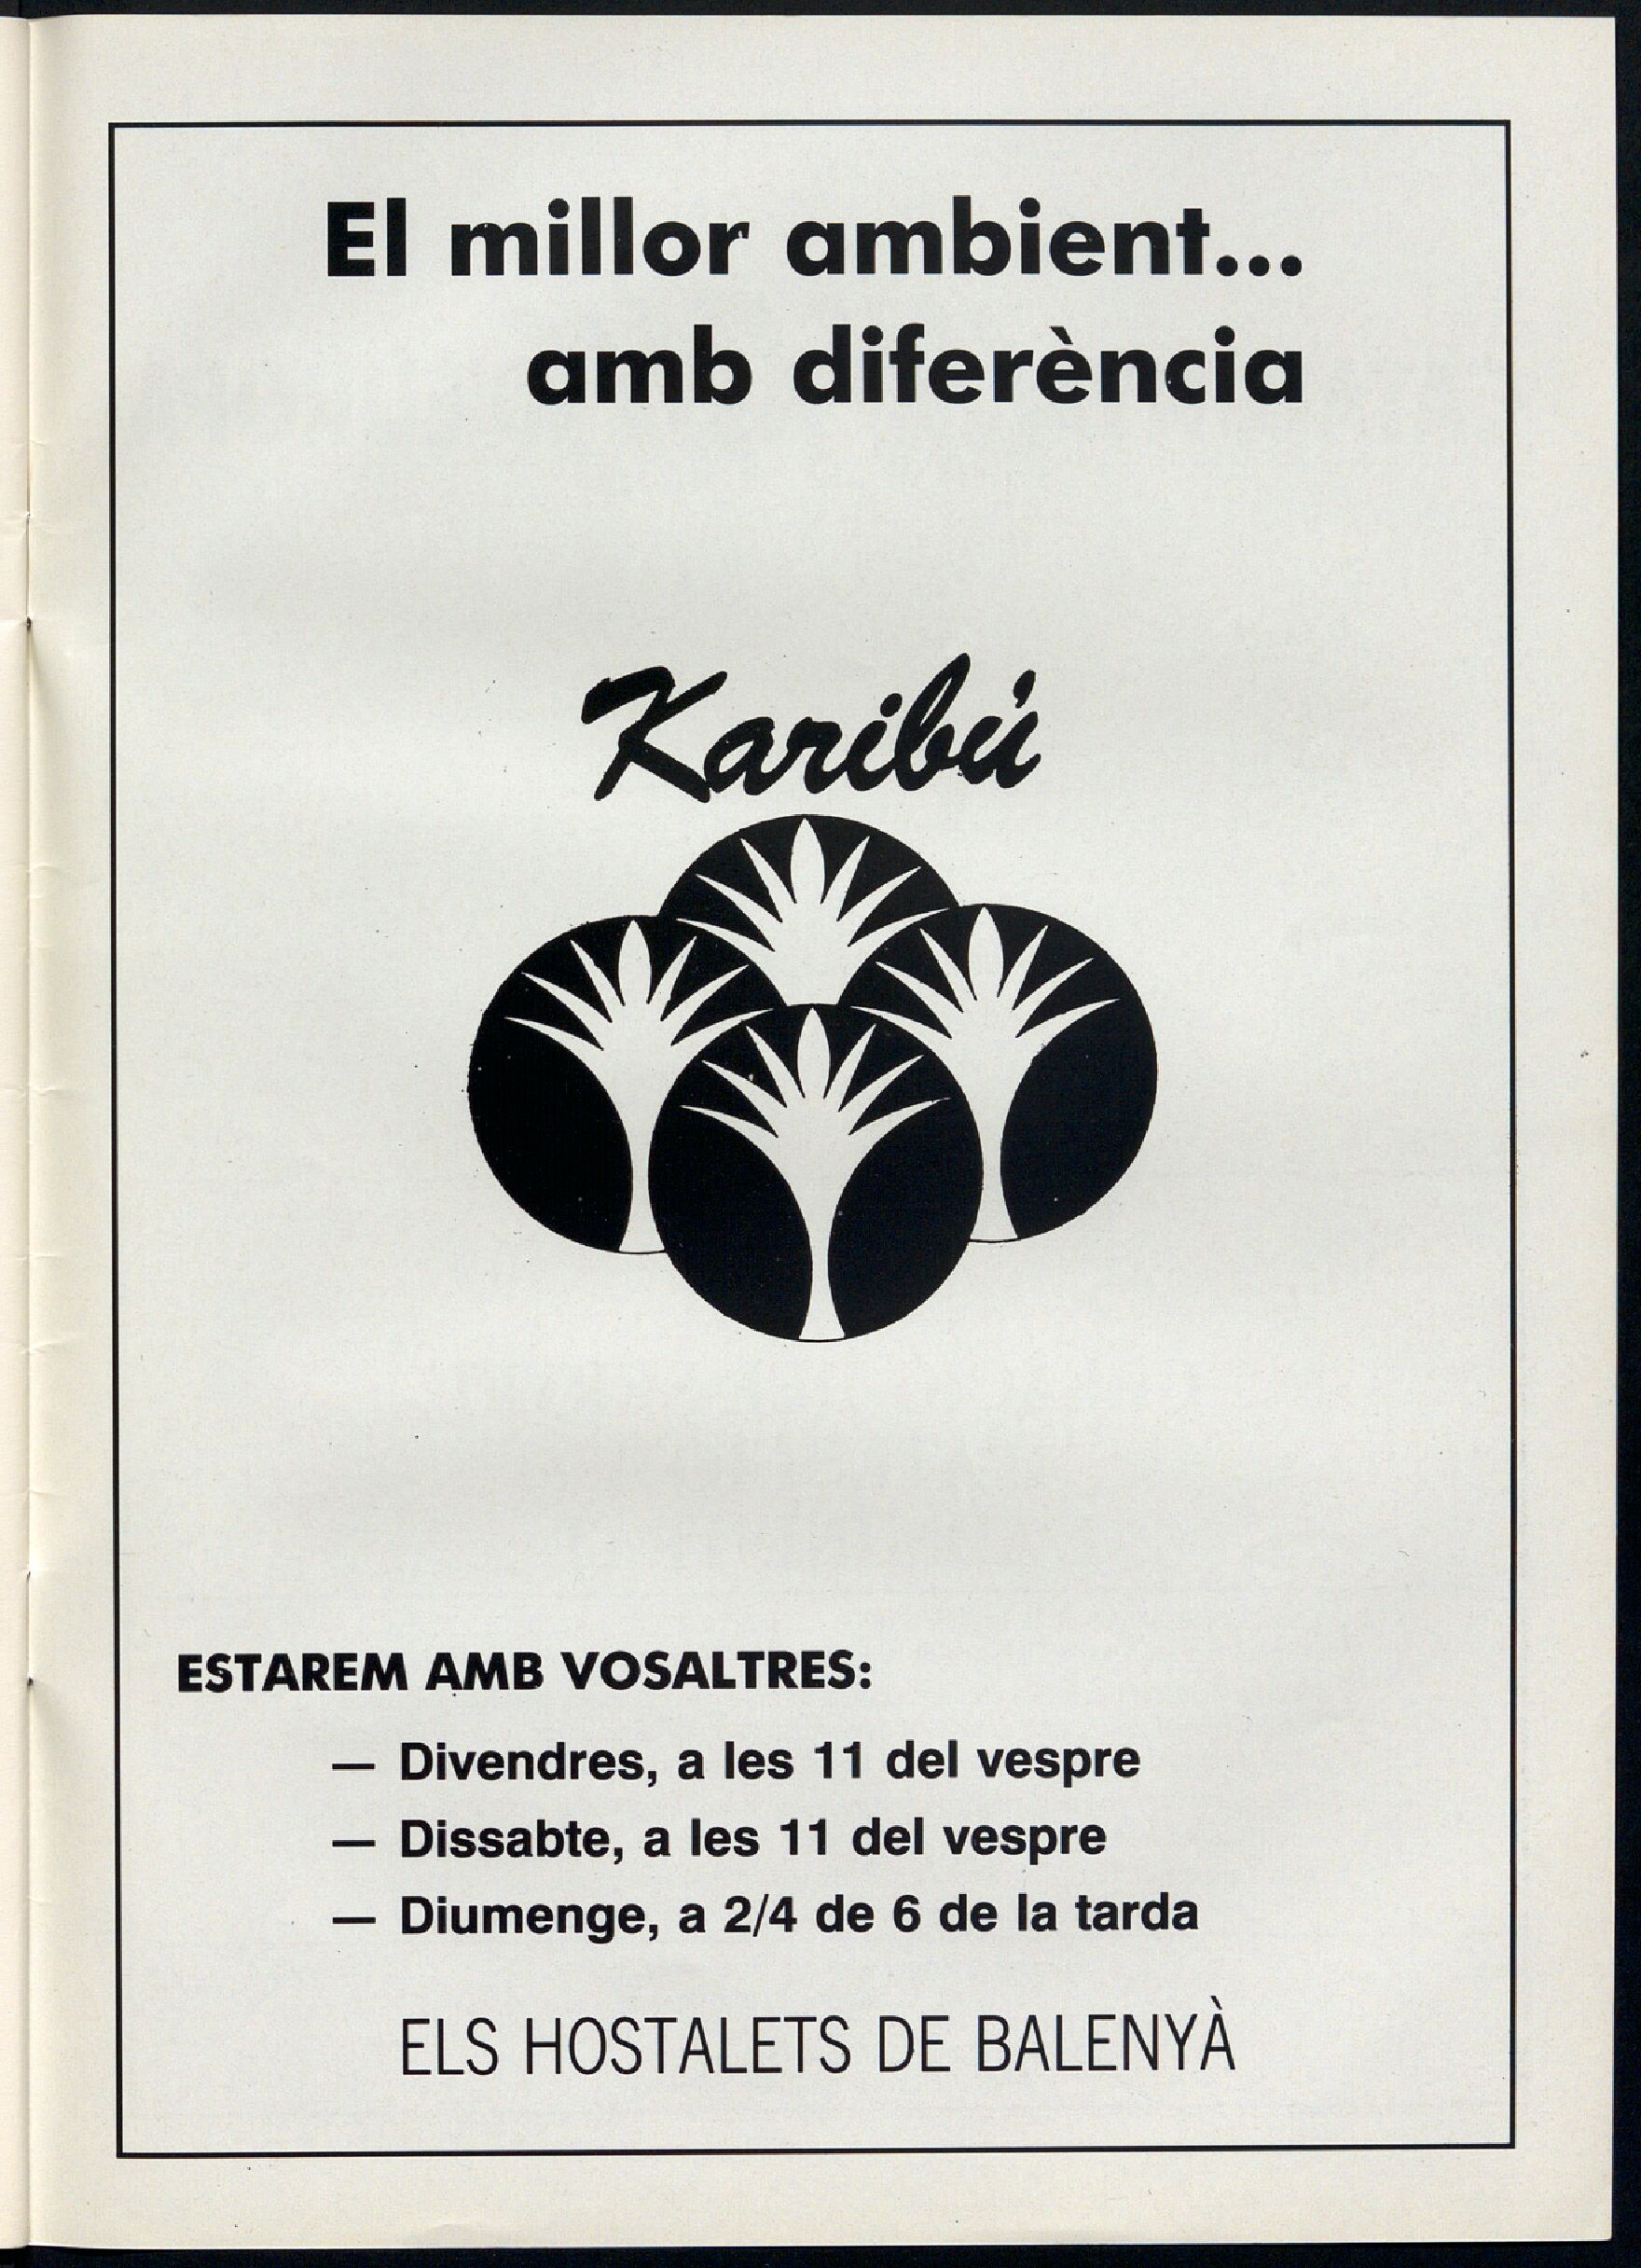 El millor ambient...
amb diferència
Karibú
ESTAREM AMB VOSALTRES:
— Divendres, a les 11 del vespre
— Dissabte, a les 11 del vespre
— Diumenge, a 2/4 de 6 de la tarda
ELS HOSTALETS DE BALENYÀ